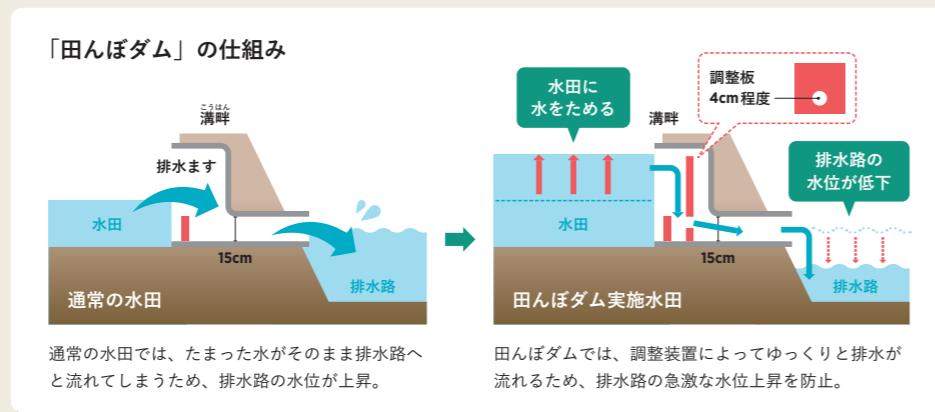 「田んぼダム」の仕組み
こうはん
溝畔
排水ます
水田
15cm
排水路
通常の水田
通常の水田では、たまった水がそのまま排水路へ
と流れてしまうため、排水路の水位が上昇。
水田に
水をためる
溝畔
調整板
4cm程度
排水路の
水位が低下
水田
15cm
排水路
田んぼダム実施水田
田んぼダムでは、調整装置によってゆっくりと排水が
流れるため、排水路の急激な水位上昇を防止。